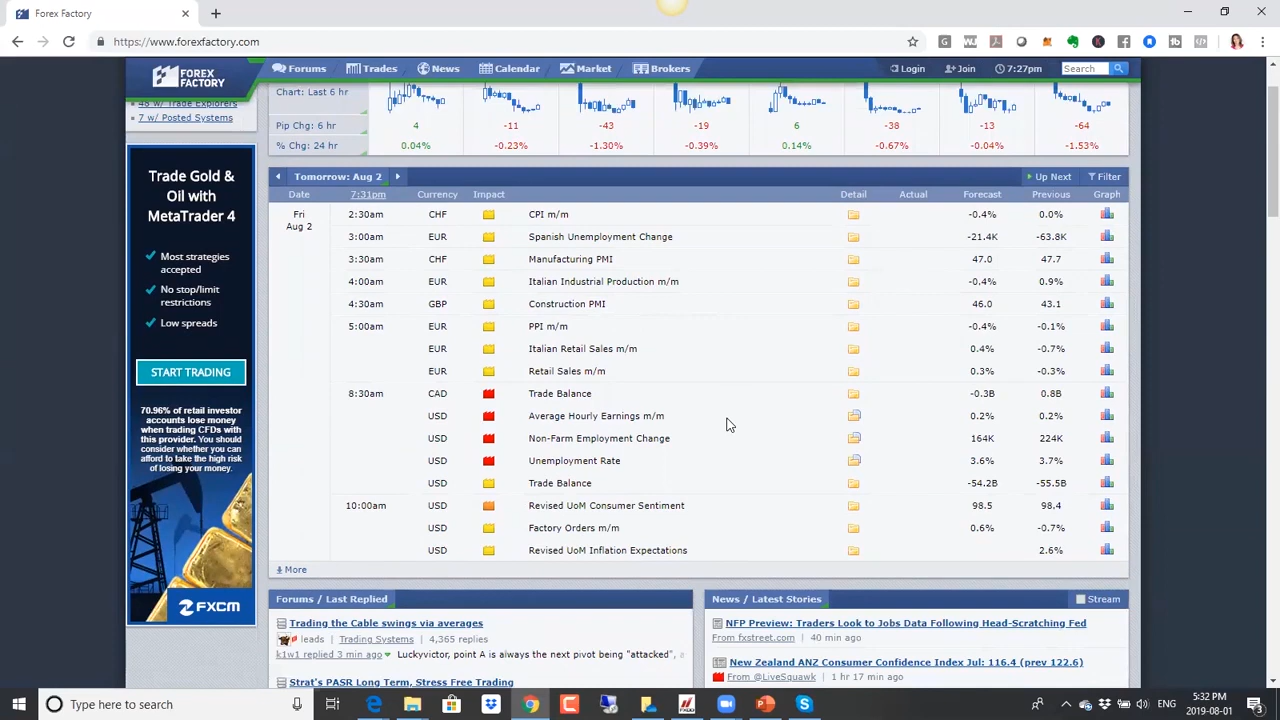 Forex Factory
https://www.forexfactory.com
FOREX FACTORY
Forums Trades News Calendar Market Brokers Login Join 7:27pm Search
48 w/ Trade Explorers
7 w/ Posted Systems
Chart: Last 6 hr
Pip Chg: 6 hr 4 -11 -43 -19 6 -38 -13 -64
% Chg: 24 hr 0.04% -0.23% -1.30% -0.39% 0.14% -0.67% -0.04% -1.53%
Trade Gold &
Oil with
MetaTrader 4
Most strategies
accepted
No stop/limit
restrictions
Low spreads
START TRADING
70.96% of retail investor
accounts lose money
when trading CFDs with
this provider. You should
consider whether you can
afford to take the high risk
of losing your money.
FXCM
Tomorrow: Aug 2 Up Next Filter
Date 7:31pm Currency Impact Detail Actual Forecast Previous Graph
Fri
Aug 2
2:30am CHF CPI m/m -0.4% 0.0%
3:00am EUR Spanish Unemployment Change -21.4K -63.8K
3:30am CHF Manufacturing PMI 47.0 47.7
4:00am EUR Italian Industrial Production m/m -0.4% 0.9%
4:30am GBP Construction PMI 46.0 43.1
5:00am EUR PPI m/m -0.4% -0.1%
EUR Italian Retail Sales m/m 0.4% -0.7%
EUR Retail Sales m/m 0.3% -0.3%
8:30am CAD Trade Balance -0.3B 0.8B
USD Average Hourly Earnings m/m 0.2% 0.2%
USD Non-Farm Employment Change 164K 224K
USD Unemployment Rate 3.6% 3.7%
USD Trade Balance -54.2B -55.5B
10:00am USD Revised UoM Consumer Sentiment 98.5 98.4
USD Factory Orders m/m 0.6% -0.7%
USD Revised UoM Inflation Expectations 2.6%
More
Forums / Last Replied
Trading the Cable swings via averages
leads | Trading Systems | 4,365 replies
k1w1 replied 3 min ago Luckyvictor, point A is always the next pivot being "attacked",
Strat's PASR Long Term, Stress Free Trading
News / Latest Stories Stream
NFP Preview: Traders Look to Jobs Data Following Head-Scratching Fed
From fxstreet.com | 40 min ago
New Zealand ANZ Consumer Confidence Index Jul: 116.4 (prev 122.6)
From @LiveSquawk | 1 hr 17 min ago
Type here to search
ENG
5:32 PM
2019-08-01
3